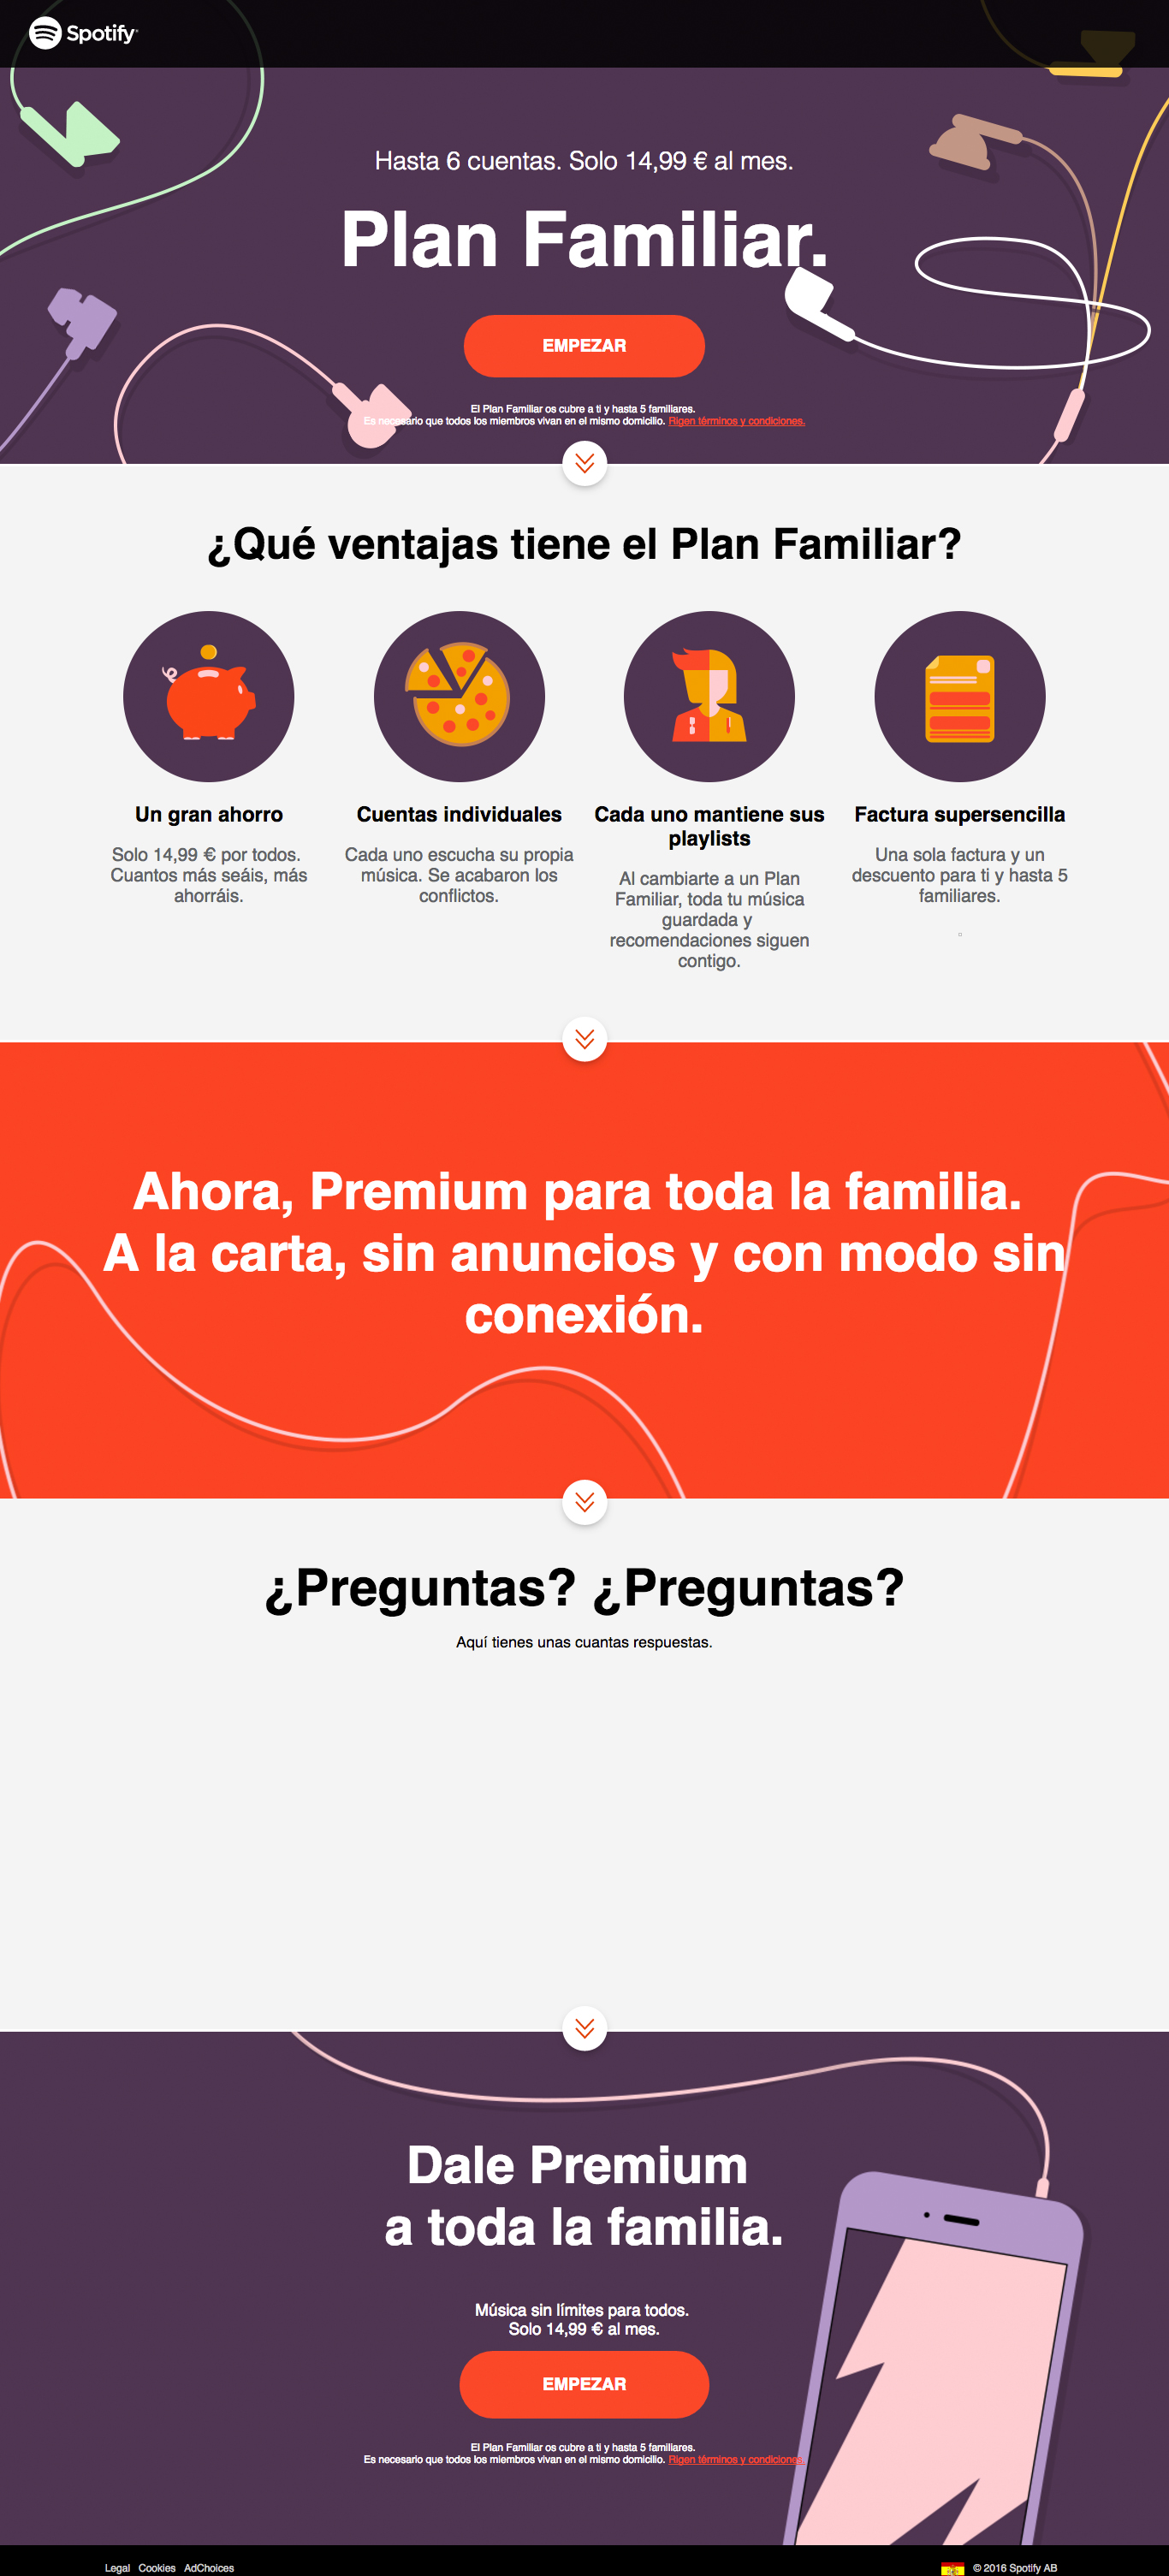 Spotify
Hasta 6 cuentas. Solo 14,99 € al mes.
Plan Familiar.
EMPEZAR
El Plan Familiar os cubre a ti y hasta 5 familiares.
Es necesario que todos los miembros vivan en el mismo domicilio. Rigen términos y condiciones.
¿Qué ventajas tiene el Plan Familiar?
Un gran ahorro
Solo 14,99 € por todos.
Cuantos más seáis, más
ahorráis.
Cuentas individuales
Cada uno escucha su propia
música. Se acabaron los
conflictos.
Cada uno mantiene sus
playlists
Al cambiarte a un Plan
Familiar, toda tu música
guardada y
recomendaciones siguen
contigo.
Factura supersencilla
Una sola factura y un
descuento para ti y hasta 5
familiares.
Ahora, Premium para toda la familia.
A la carta, sin anuncios y con modo sin
conexión.
¿Preguntas? ¿Preguntas?
Aquí tienes unas cuantas respuestas.
Dale Premium
a toda la familia.
Música sin límites para todos.
Solo 14,99 € al mes.
EMPEZAR
El Plan Familiar os cubre a ti y hasta 5 familiares.
Es necesario que todos los miembros vivan en el mismo domicilio. Rigen términos y condiciones.
Legal Cookies AdChoices
© 2016 Spotify AB